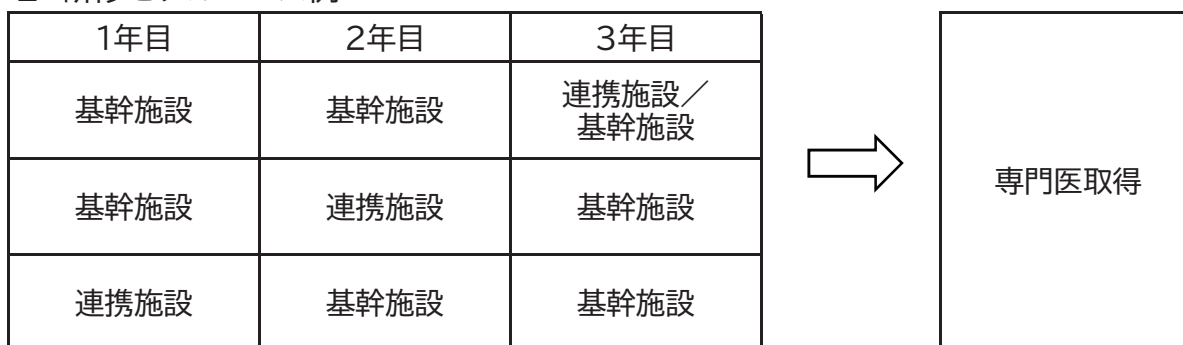 1年目 2年目 3年目
基幹施設 基幹施設 連携施設／
基幹施設
基幹施設 連携施設 基幹施設
連携施設 基幹施設 基幹施設
専門医取得